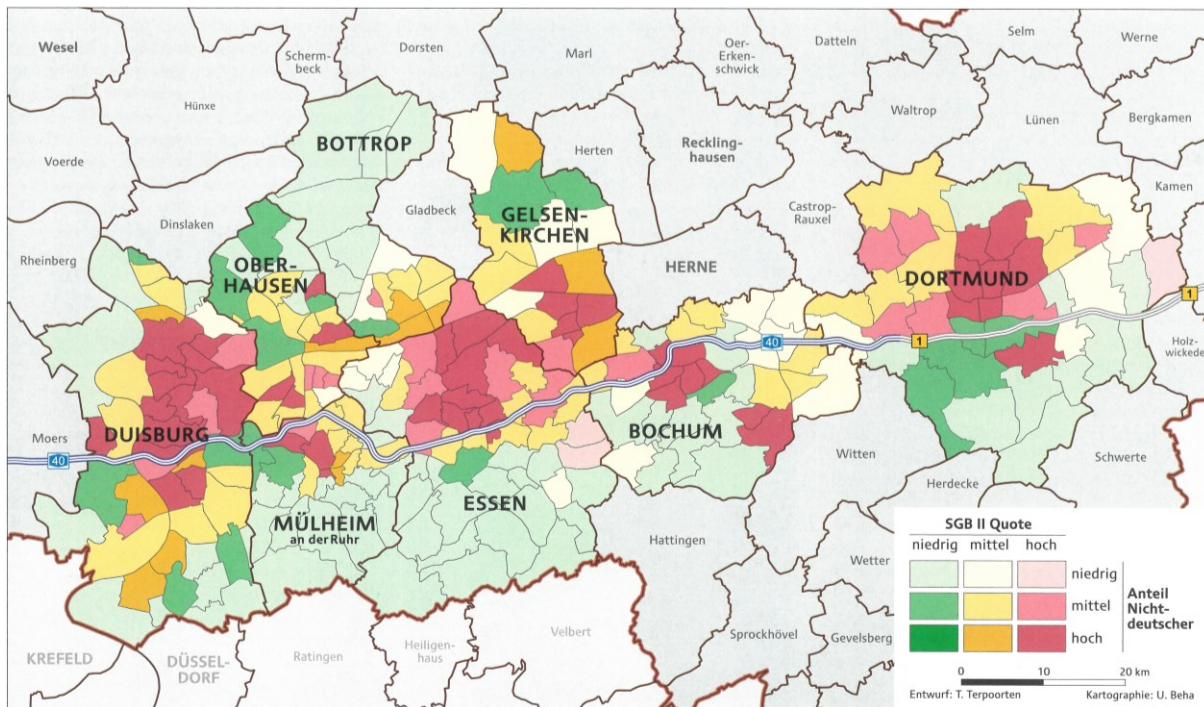 Wesel
Scherm-
beck
Dorsten
Marl
Oer-
Erken-
schwick
Datteln
Selm
Werne
Hünxe
Voerde
BOTTROP
Herten
Reckling-
hausen
Waltrop
Lünen
Bergkamen
Dinslaken
Gladbeck
GELSEN-
KIRCHEN
Castrop-
Rauxel
Kamen
Rheinberg
OBER-
HAUSEN
HERNE
DORTMUND
1
40
1
Holz-
wickede
Moers
40
DUISBURG
BOCHUM
Witten
Schwerte
Herdecke
MÜLHEIM
an der Ruhr
ESSEN
Hattingen
Wetter
Sprockhövel
Gevelsberg
KREFELD
DÜSSEL-
DORF
Ratingen
Heiligen-
haus
Velbert
SGB II Quote
niedrig mittel hoch
niedrig
mittel
hoch
Anteil
Nicht-
deutscher
0 10 20 km
Entwurf: T. Terpoorten Kartographie: U. Beha